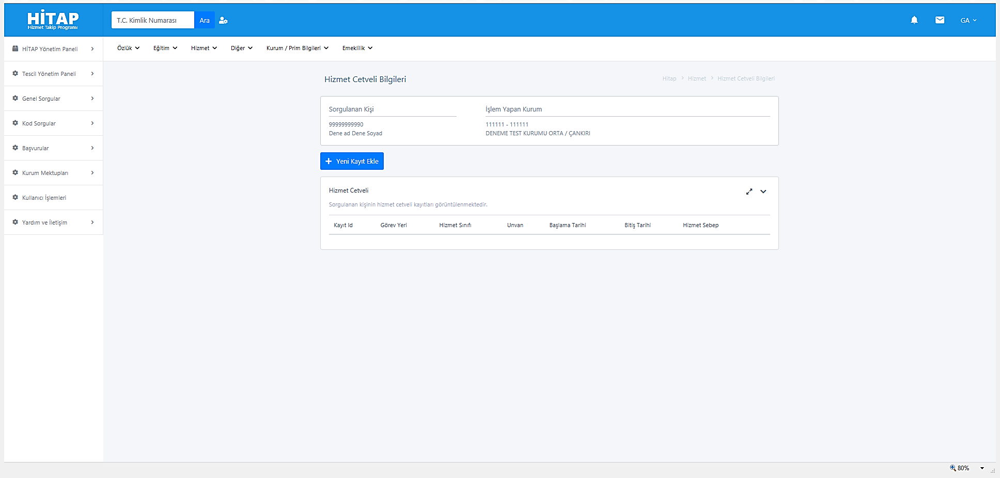 HİTAP
Hizmet Takip Programı
T.C. Kimlik Numarası Ara
GA
HİTAP Yönetim Paneli
Tescil Yönetim Paneli
Genel Sorgular
Kod Sorgular
Başvurular
Kurum Mektupları
Kullanıcı İşlemleri
Yardım ve İletişim
Özlük Eğitim Hizmet Diğer Kurum / Prim Bilgileri Emeklilik
Hizmet Cetveli Bilgileri
Hitap > Hizmet > Hizmet Cetveli Bilgileri
Sorgulanan Kişi
99999999990
Dene ad Dene Soyad
İşlem Yapan Kurum
111111 - 111111
DENEME TEST KURUMU ORTA / ÇANKIRI
+ Yeni Kayıt Ekle
Hizmet Cetveli
Sorgulanan kişinin hizmet cetveli kayıtları görüntülenmektedir.
Kayıt Id Görev Yeri Hizmet Sınıfı Unvan Başlama Tarihi Bitiş Tarihi Hizmet Sebep
80%